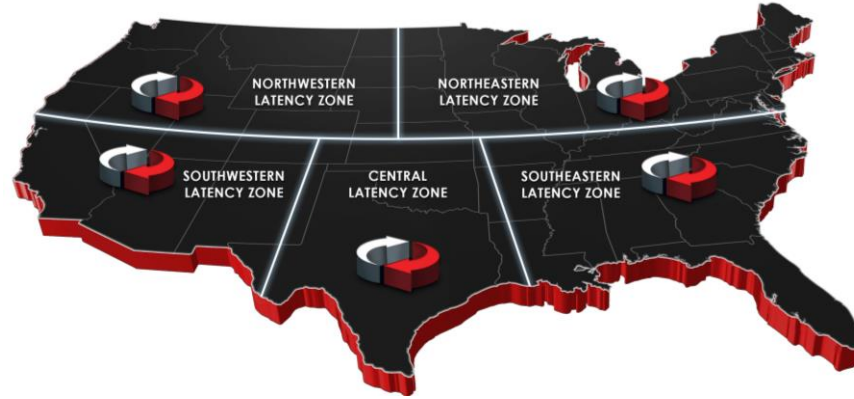 NORTHWESTERN
LATENCY ZONE
NORTHEASTERN
LATENCY ZONE
SOUTHWESTERN
LATENCY ZONE
CENTRAL
LATENCY ZONE
SOUTHEASTERN
LATENCY ZONE